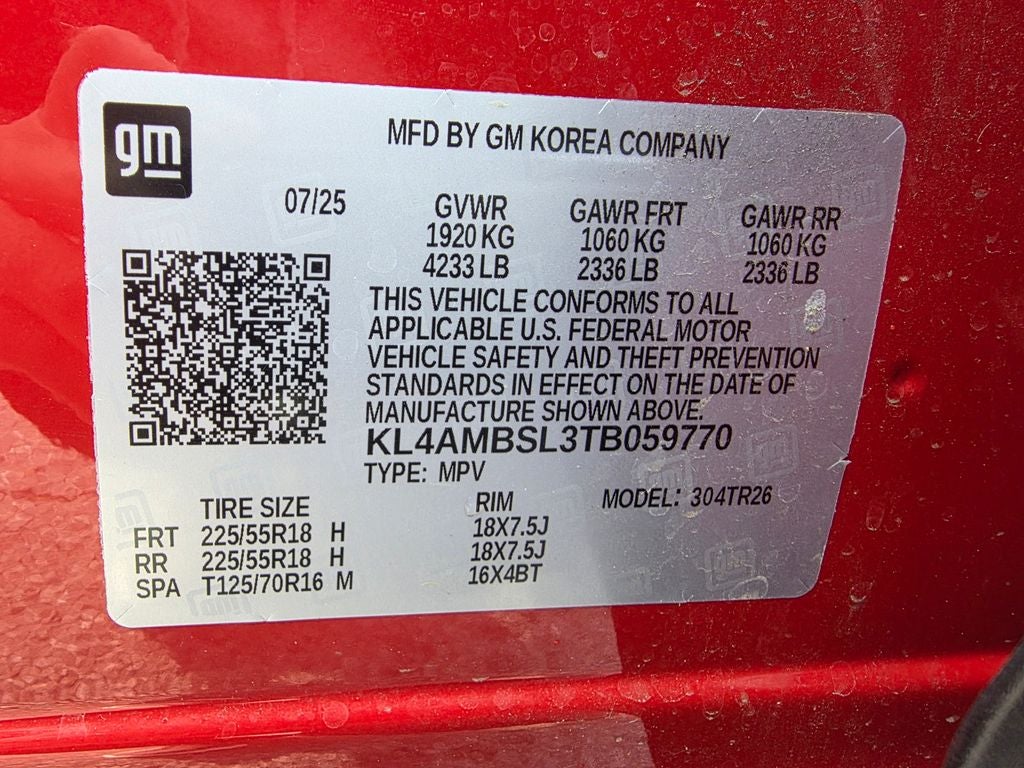 gm
MFD BY GM KOREA COMPANY
07/25 GVWR GAWR FRT GAWR RR
1920 KG 1060 KG 1060 KG
4233 LB 2336 LB 2336 LB
THIS VEHICLE CONFORMS TO ALL
APPLICABLE U.S. FEDERAL MOTOR
VEHICLE SAFETY AND THEFT PREVENTION
STANDARDS IN EFFECT ON THE DATE OF
MANUFACTURE SHOWN ABOVE.
KL4AMBSL3TB059770
TYPE: MPV
TIRE SIZE RIM MODEL: 304TR26
FRT 225/55R18 H 18X7.5J
RR 225/55R18 H 18X7.5J
SPA T125/70R16 M 16X4BT